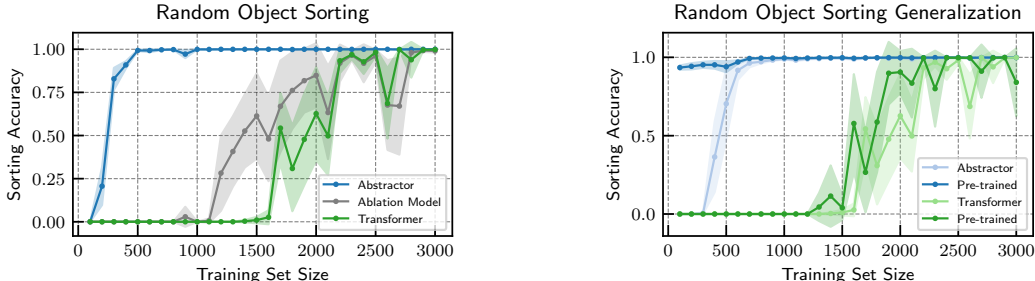 Random Object Sorting
1.00
0.75
0.50
0.25
0.00
Sorting Accuracy
Abstractor
Ablation Model
Transformer
0 500 1000 1500 2000 2500 3000
Training Set Size
Random Object Sorting Generalization
1.0
0.5
0.0
Sorting Accuracy
Abstractor
Pre-trained
Transformer
Pre-trained
0 500 1000 1500 2000 2500 3000
Training Set Size